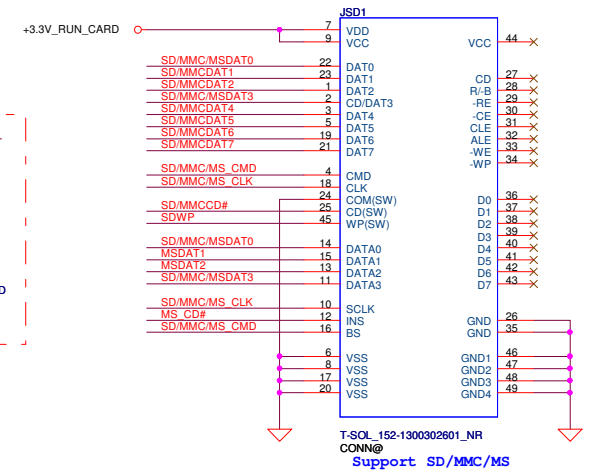 JSD1
+3.3V_RUN_CARD 7 VDD
9 VCC VCC 44
SD/MMC/MSDAT0 22 DAT0
SD/MMCDAT1 23 DAT1 CD 27
SD/MMCDAT2 1 DAT2 R/-B 28
SD/MMC/MSDAT3 2 CD/DAT3 -RE 29
SD/MMCDAT4 3 DAT4 -CE 30
SD/MMCDAT5 5 DAT5 CLE 31
SD/MMCDAT6 19 DAT6 ALE 32
SD/MMCDAT7 21 DAT7 -WE 33
-WP 34
SD/MMC/MS_CMD 4 CMD
SD/MMC/MS_CLK 18 CLK
24 COM(SW) D0 36
SD/MMCCD# 25 CD(SW) D1 37
SDWP 45 WP(SW) D2 38
D3 39
SD/MMC/MSDAT0 14 DATA0 D4 40
MSDAT1 15 DATA1 D5 41
MSDAT2 13 DATA2 D6 42
SD/MMC/MSDAT3 11 DATA3 D7 43
D
SD/MMC/MS_CLK 10 SCLK
MS_CD# 12 INS GND 26
SD/MMC/MS_CMD 16 BS GND 35
6 VSS GND1 46
8 VSS GND2 47
17 VSS GND3 48
20 VSS GND4 49
T-SOL_152-1300302601_NR
CONN@
Support SD/MMC/MS